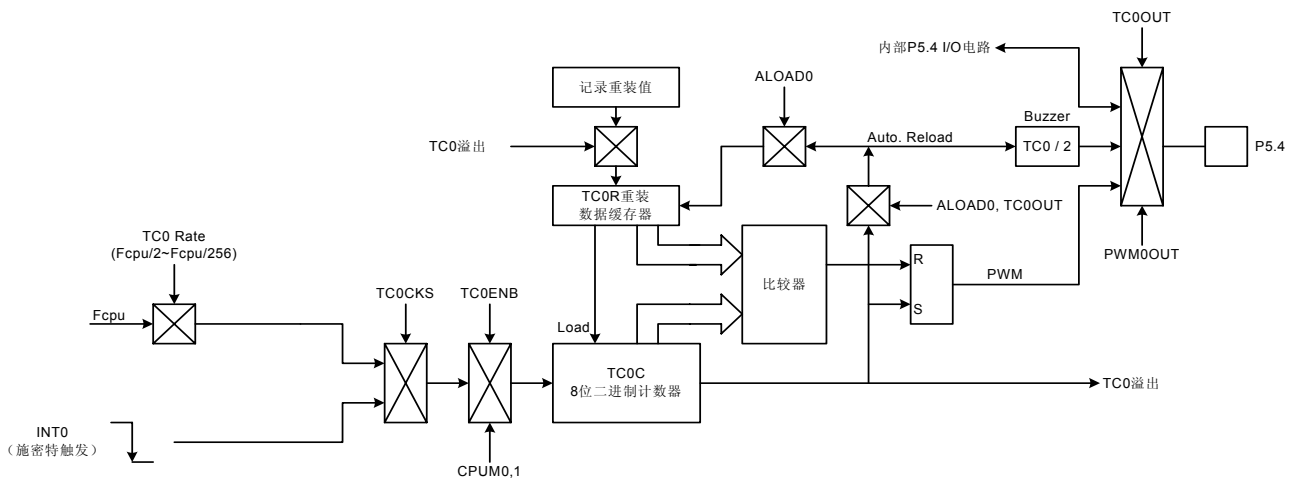 TC0OUT
内部P5.4 I/O电路
记录重装值
ALOAD0
Buzzer
TC0溢出
Auto. Reload
TC0 / 2
P5.4
TC0R重装
数据缓存器
ALOAD0, TC0OUT
TC0 Rate
(Fcpu/2~Fcpu/256)
PWM0OUT
R
比较器
PWM
S
TC0CKS
TC0ENB
Fcpu
Load
TC0C
8位二进制计数器
TC0溢出
INT0
（施密特触发）
CPUM0,1